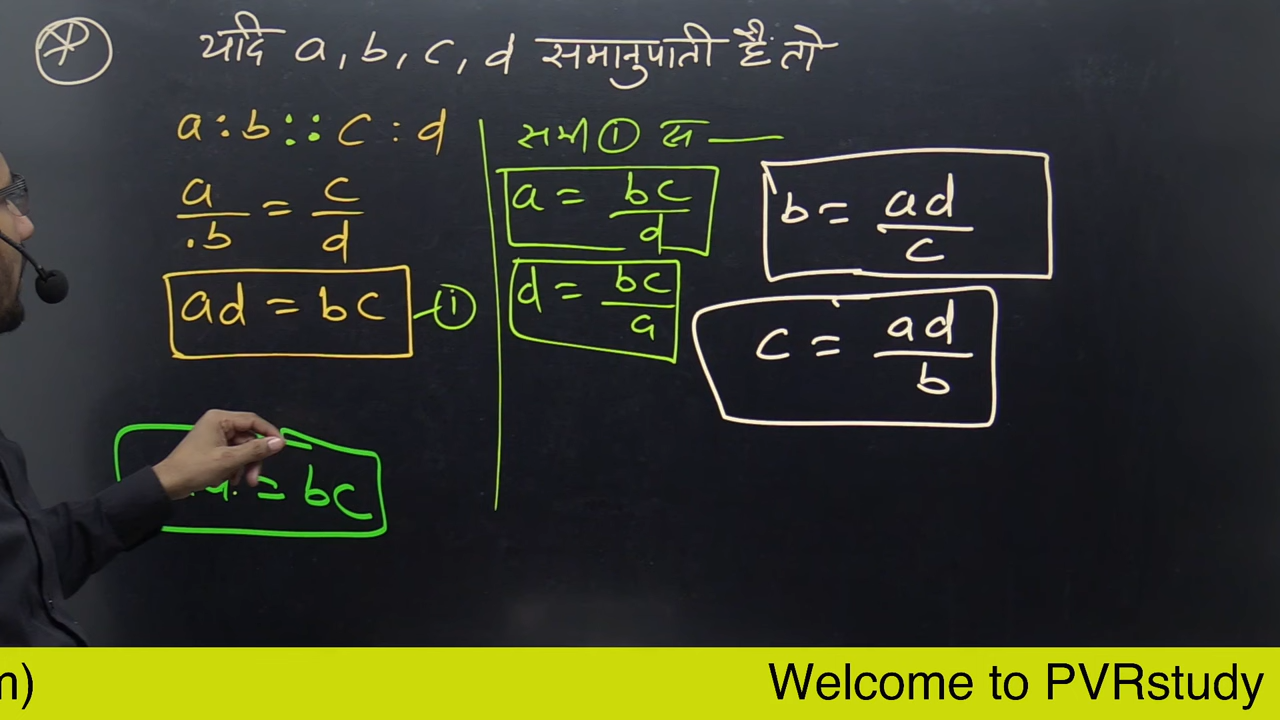 यदि a, b, c, d समानुपाती हैं तो
a : b :: c : d
a/b = c/d
ad = bc —①
= bc
समी ① स —
a = bc/d
d = bc/a
b = ad/c
c = ad/b
m)
Welcome to PVRstudy